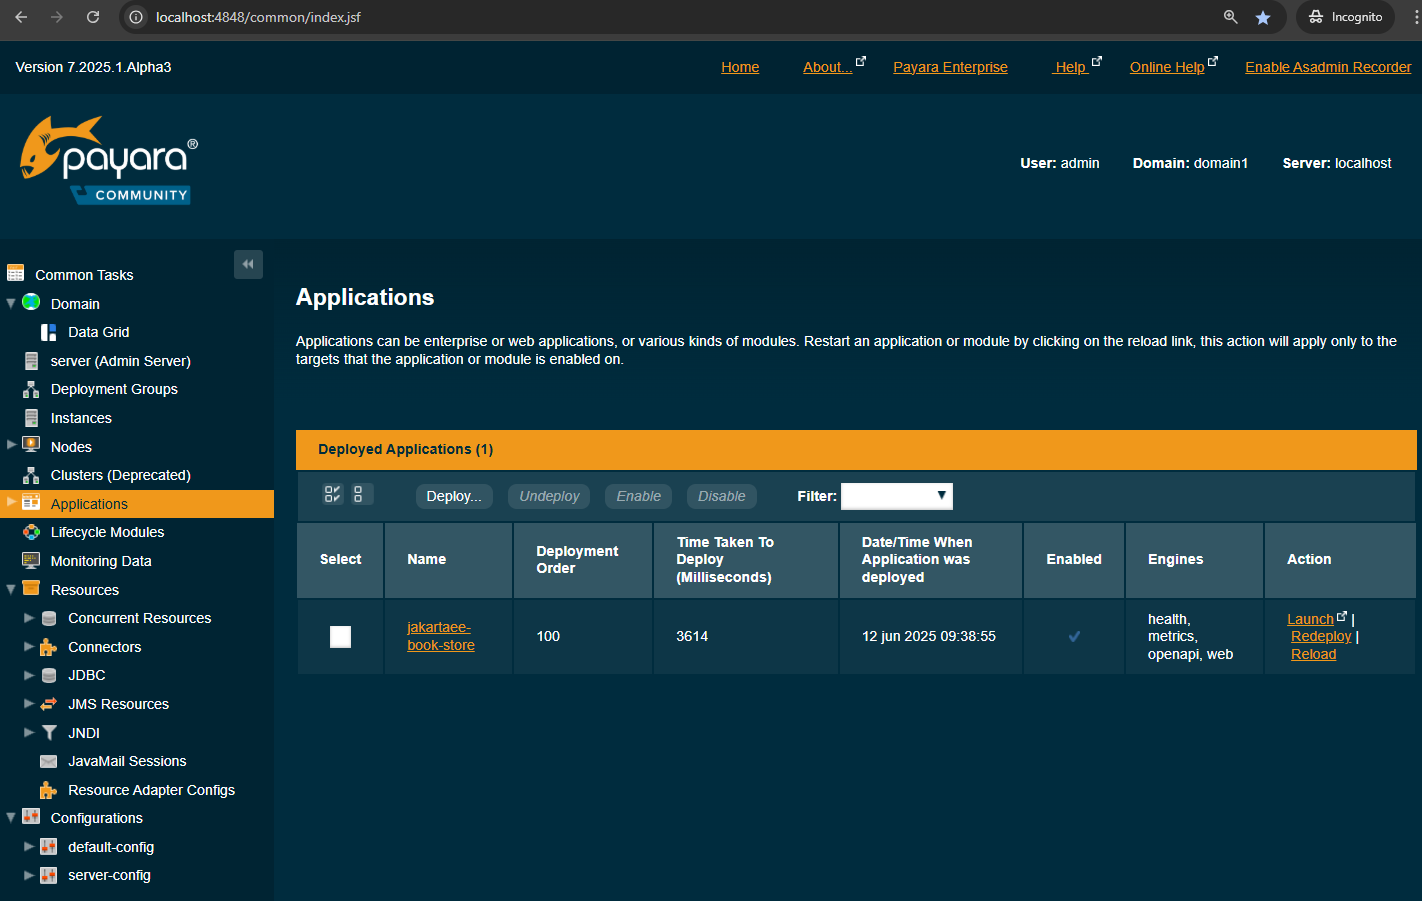 localhost:4848/common/index.jsf
Incognito
Version 7.2025.1.Alpha3
Home
About...
Payara Enterprise
Help
Online Help
Enable Asadmin Recorder
payara®
COMMUNITY
User: admin
Domain: domain1
Server: localhost
Common Tasks
Domain
Data Grid
server (Admin Server)
Deployment Groups
Instances
Nodes
Clusters (Deprecated)
Applications
Lifecycle Modules
Monitoring Data
Resources
Concurrent Resources
Connectors
JDBC
JMS Resources
JNDI
JavaMail Sessions
Resource Adapter Configs
Configurations
default-config
server-config
Applications
Applications can be enterprise or web applications, or various kinds of modules. Restart an application or module by clicking on the reload link, this action will apply only to the
targets that the application or module is enabled on.
Deployed Applications (1)
Deploy...
Undeploy
Enable
Disable
Filter:
Select
Name
Deployment
Order
Time Taken To
Deploy
(Milliseconds)
Date/Time When
Application was
deployed
Enabled
Engines
Action
jakartaee-
book-store
100
3614
12 jun 2025 09:38:55
health,
metrics,
openapi, web
Launch |
Redeploy |
Reload